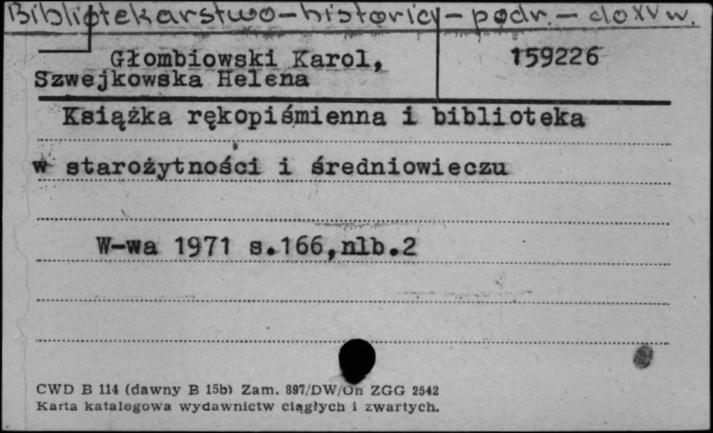 Bibliotekarstwo - historia - podr. - do XV w.
Głombiowski Karol, 159226
Szwejkowska Helena
Książka rękopiśmienna i biblioteka
w starożytności i średniowieczu
W-wa 1971 s.166,nlb.2
CWD B 114 (dawny B 15b) Zam. 897/DW/On ZGG 2542
Karta katalogowa wydawnictw ciągłych i zwartych.